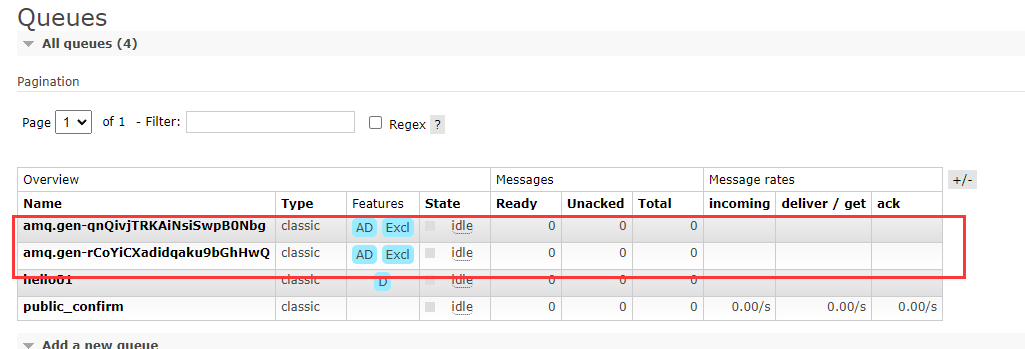 Queues
All queues (4)
Pagination
Page 1 of 1 - Filter: Regex ?
Overview Messages Message rates +/-
Name Type Features State Ready Unacked Total incoming deliver / get ack
amq.gen-qnQivjTRKAiNsiSwpB0Nbg classic AD Excl idle 0 0 0
amq.gen-rCoYiCXadidqaku9bGhHwQ classic AD Excl idle 0 0 0
hello01 classic D idle 0 0 0
public_confirm classic idle 0 0 0 0.00/s 0.00/s 0.00/s
Add a new queue